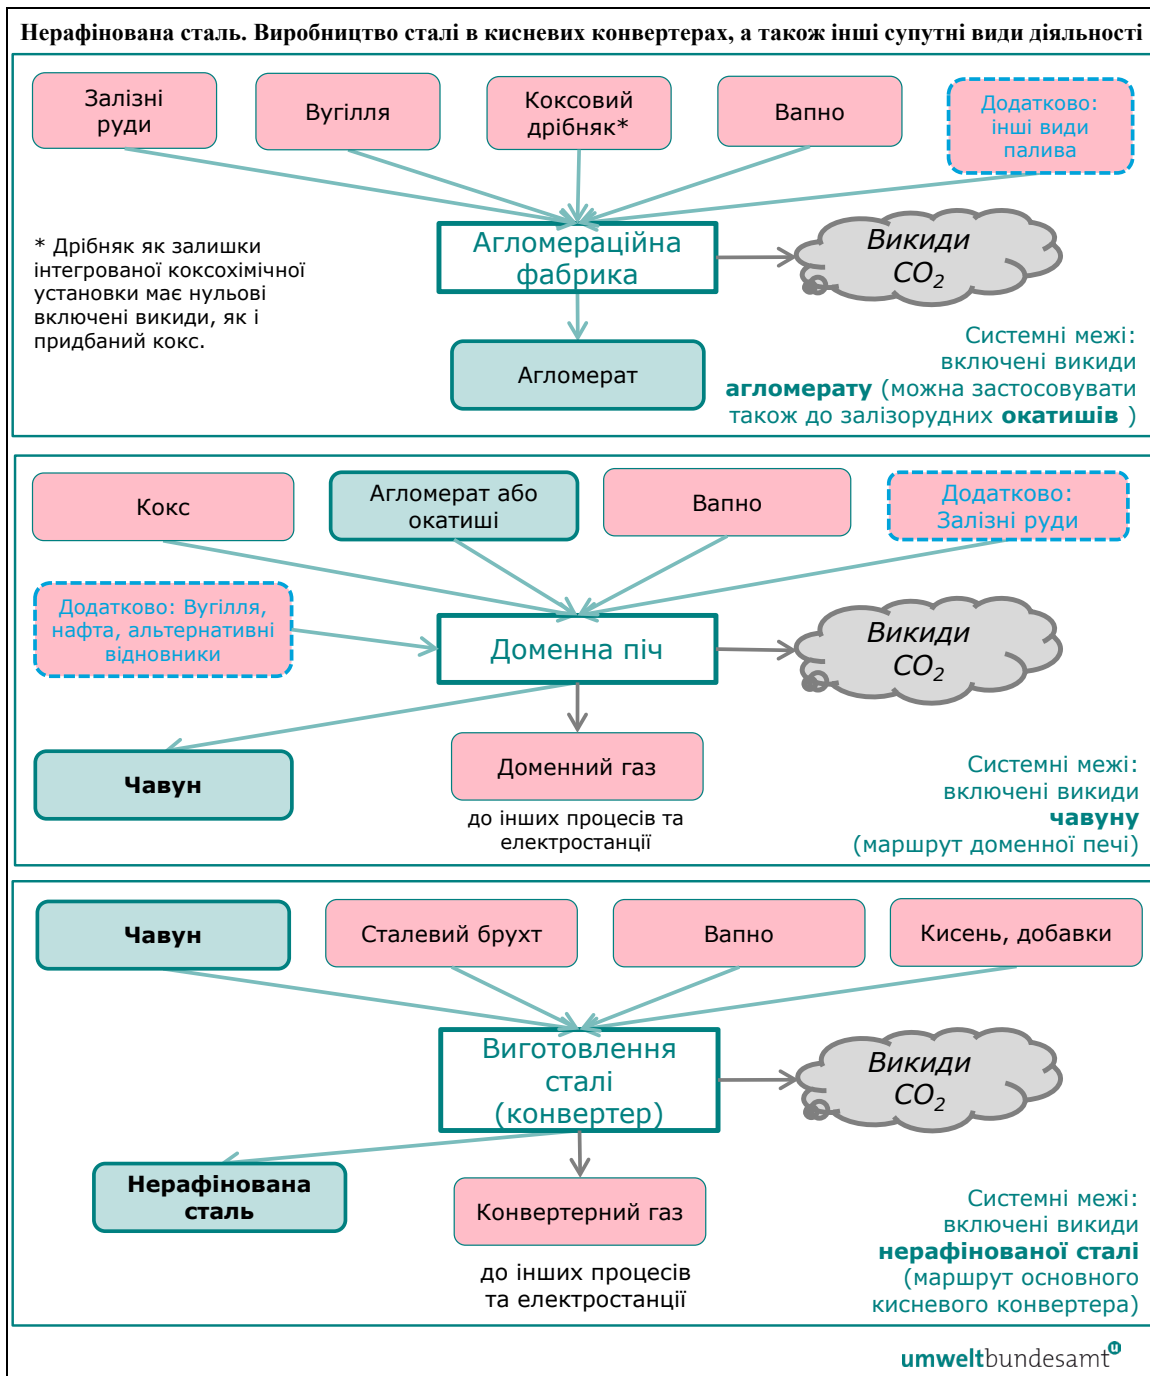 Нерафінована сталь. Виробництво сталі в кисневих конвертерах, а також інші супутні види діяльності
Залізні
руди
Вугілля
Коксовий
дрібняк*
Вапно
Додатково:
інші види
палива
* Дрібняк як залишки
інтегрованої коксохімічної
установки має нульові
включені викиди, як і
придбаний кокс.
Агломераційна
фабрика
Викиди
CO2
Агломерат
Системні межі:
включені викиди
агломерату (можна застосовувати
також до залізорудних окатишів )
Кокс
Агломерат або
окатиші
Вапно
Додатково:
Залізні руди
Додатково: Вугілля,
нафта, альтернативні
відновники
Доменна піч
Викиди
CO2
Чавун
Доменний газ
до інших процесів та
електростанції
Системні межі:
включені викиди
чавуну
(маршрут доменної печі)
Чавун
Сталевий брухт
Вапно
Кисень, добавки
Виготовлення
сталі
(конвертер)
Викиди
CO2
Нерафінована
сталь
Конвертерний газ
до інших процесів
та електростанції
Системні межі:
включені викиди
нерафінованої сталі
(маршрут основного
кисневого конвертера)
umweltbundesamt